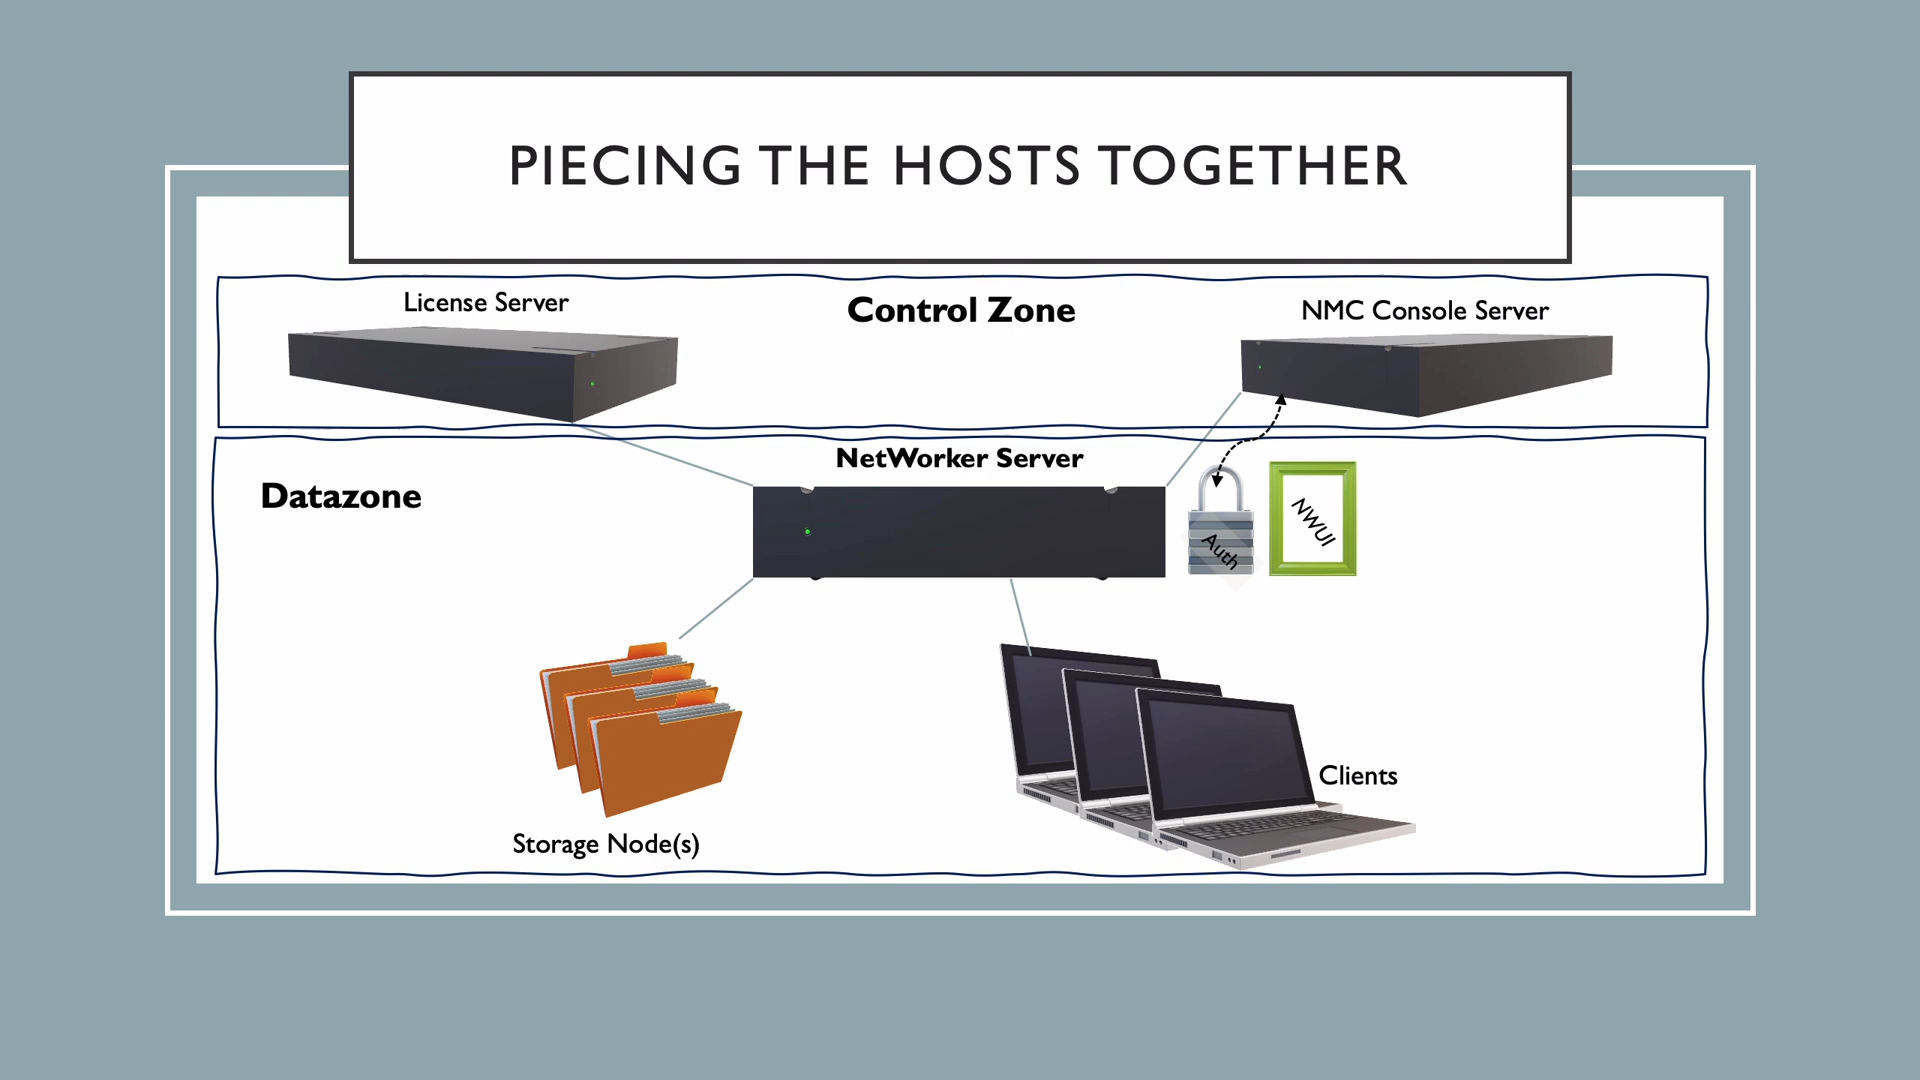 PIECING THE HOSTS TOGETHER
License Server
Control Zone
NMC Console Server
NetWorker Server
Datazone
Auth
NWUI
Clients
Storage Node(s)